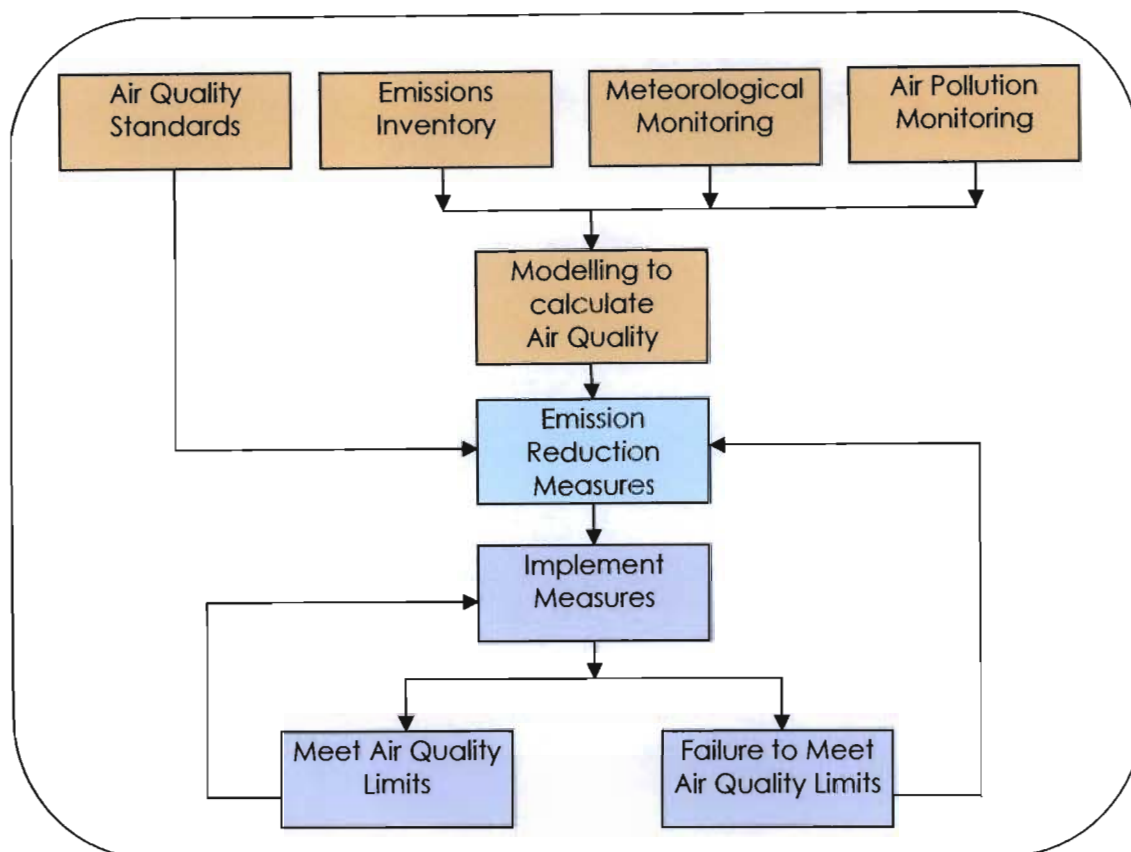 Air Quality
Standards
Emissions
Inventory
Meteorological
Monitoring
Air Pollution
Monitoring
Modelling to
calculate
Air Quality
Emission
Reduction
Measures
Implement
Measures
Meet Air Quality
Limits
Failure to Meet
Air Quality Limits